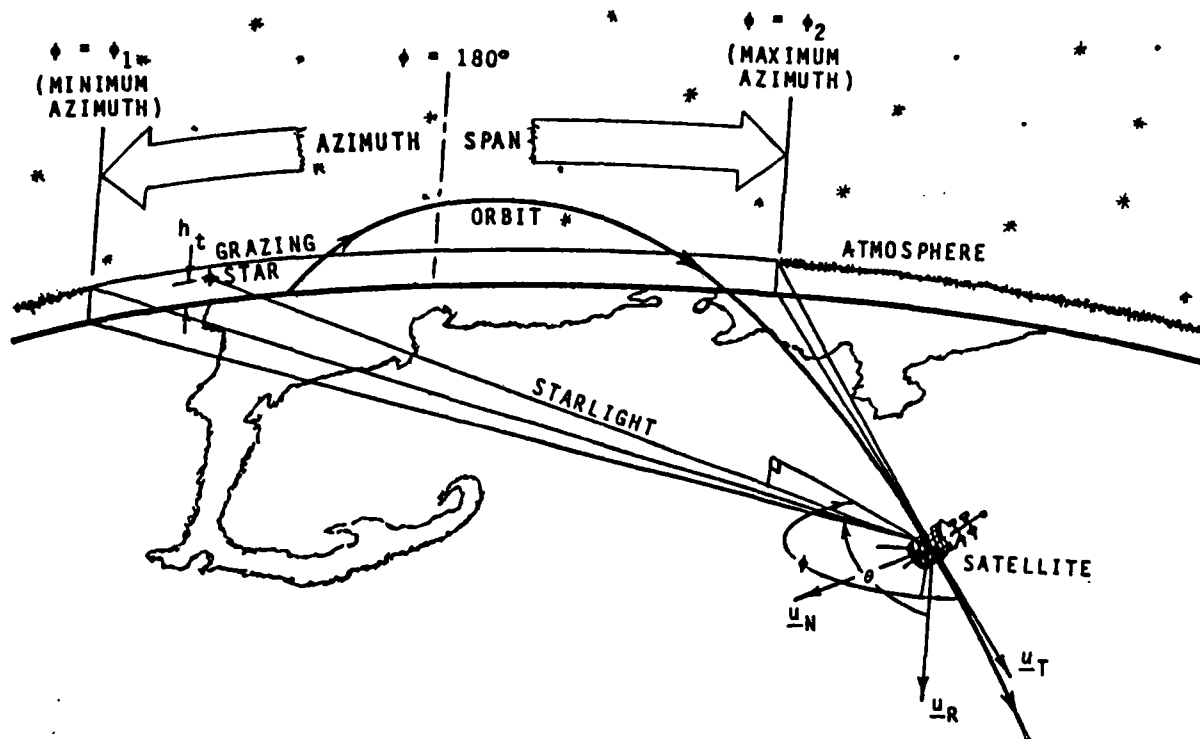 ϕ = ϕ1
(MINIMUM
AZIMUTH)
ϕ = 180°
ϕ = ϕ2
(MAXIMUM
AZIMUTH)
AZIMUTH SPAN
ORBIT
ht
GRAZING
STAR
ATMOSPHERE
STARLIGHT
ϕ
θ
SATELLITE
uN
uT
uR